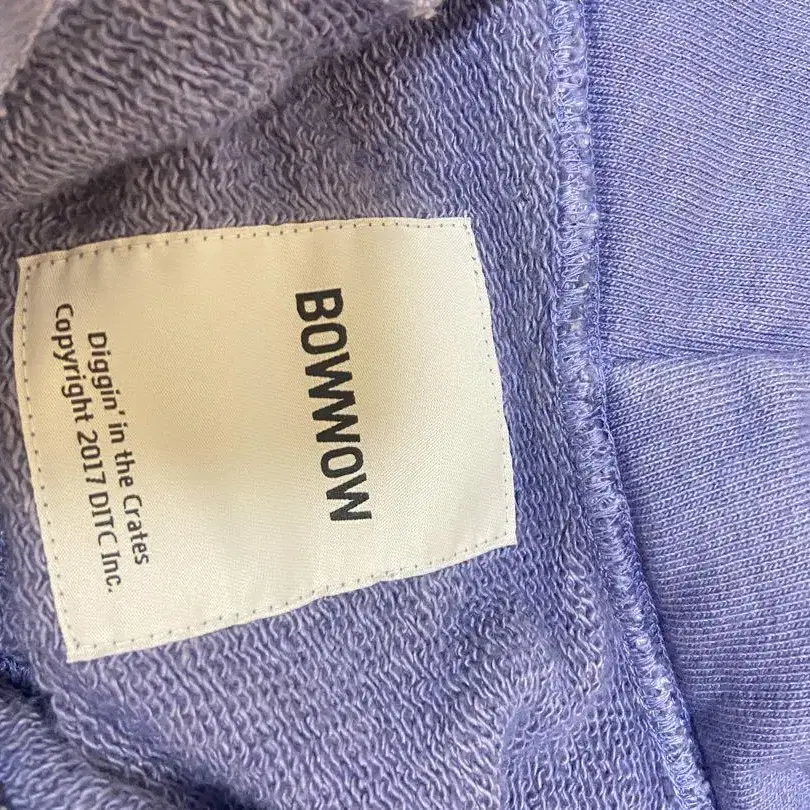 BOWWOW
Diggin' in the Crates
Copyright 2017 DITC Inc.